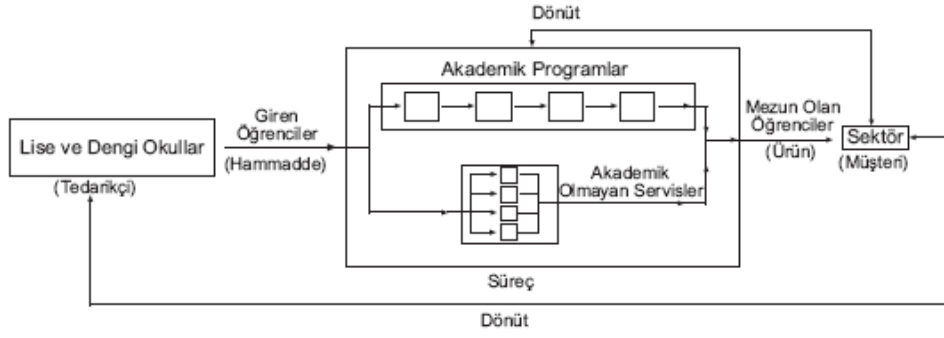 Dönüt
Akademik Programlar
Giren
Öğrenciler
(Hammadde)
Lise ve Dengi Okullar
(Tedarikçi)
Mezun Olan
Öğrenciler
(Ürün)
Sektör
(Müşteri)
Akademik
Olmayan Servisler
Süreç
Dönüt